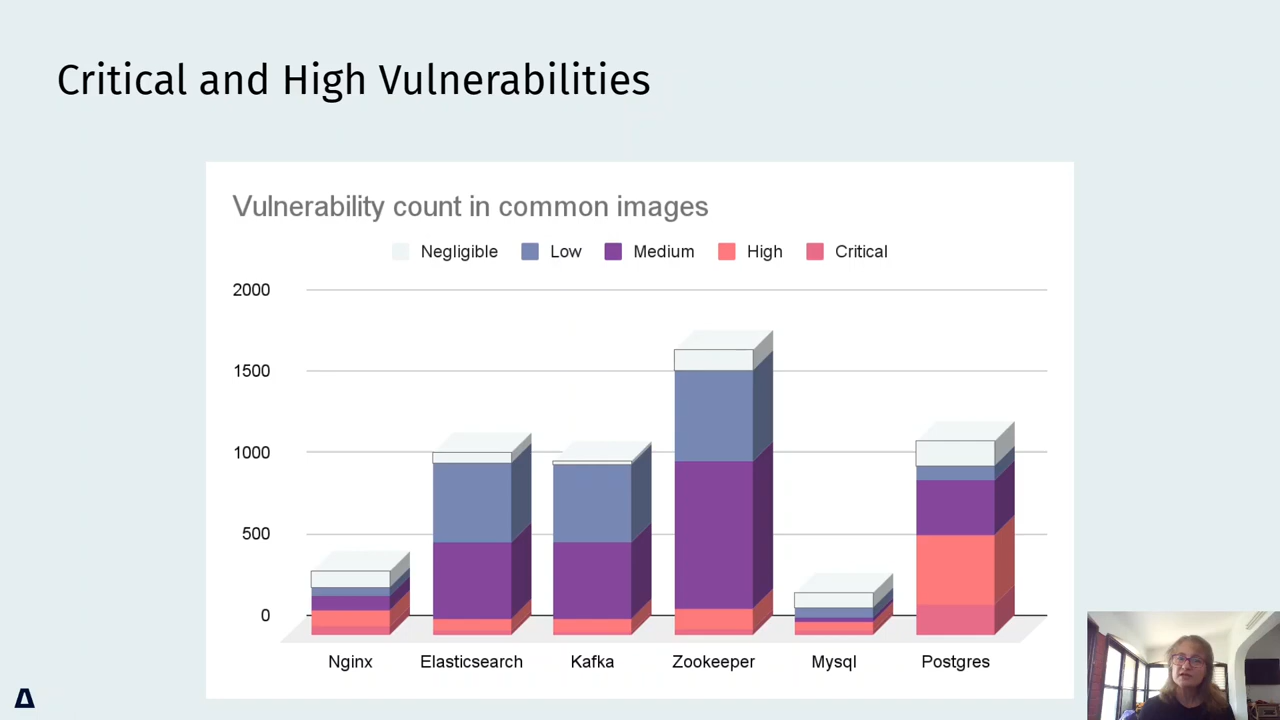 Critical and High Vulnerabilities
Vulnerability count in common images
Negligible Low Medium High Critical
2000
1500
1000
500
0
Nginx Elasticsearch Kafka Zookeeper Mysql Postgres